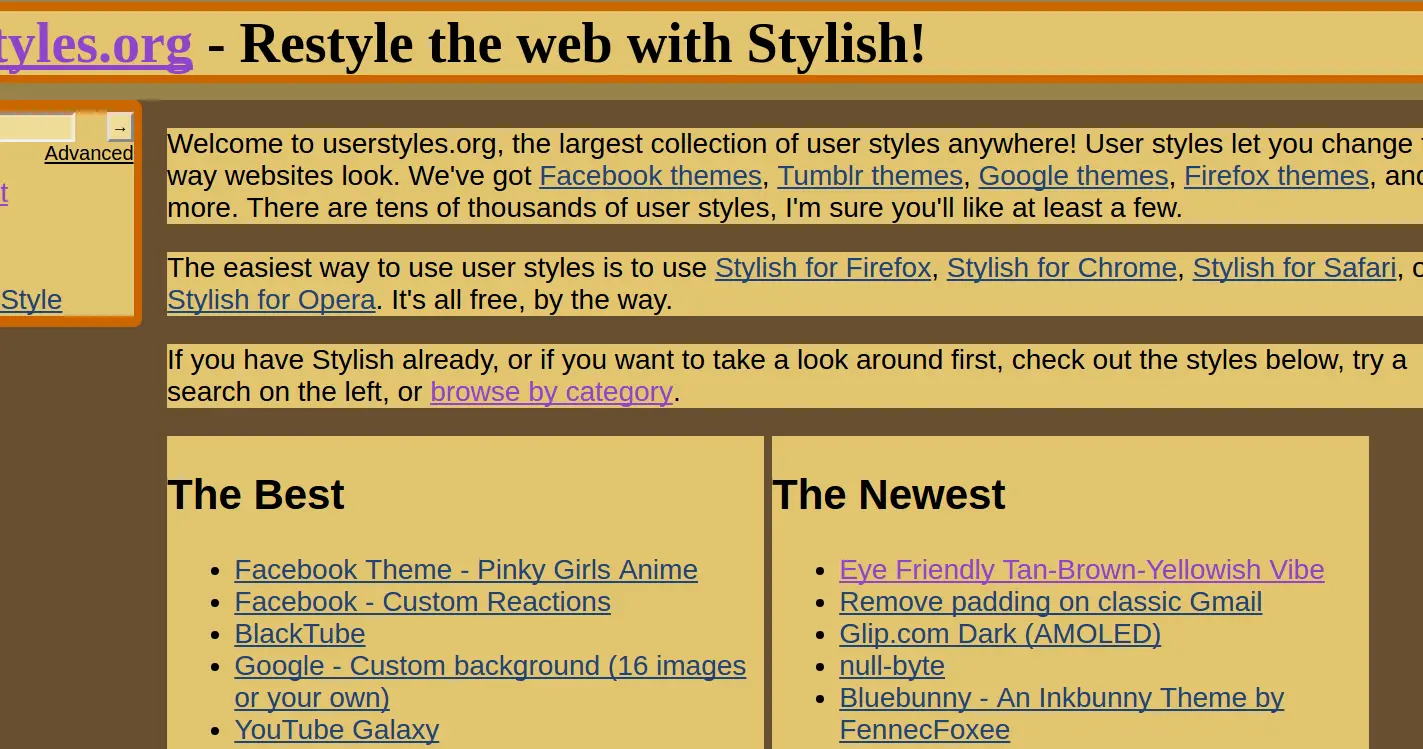 tyles.org - Restyle the web with Stylish!
→
Advanced
t
Style
Welcome to userstyles.org, the largest collection of user styles anywhere! User styles let you change
way websites look. We've got Facebook themes, Tumblr themes, Google themes, Firefox themes, and
more. There are tens of thousands of user styles, I'm sure you'll like at least a few.
The easiest way to use user styles is to use Stylish for Firefox, Stylish for Chrome, Stylish for Safari,
Stylish for Opera. It's all free, by the way.
If you have Stylish already, or if you want to take a look around first, check out the styles below, try a
search on the left, or browse by category.
The Best
• Facebook Theme - Pinky Girls Anime
• Facebook - Custom Reactions
• BlackTube
• Google - Custom background (16 images
or your own)
• YouTube Galaxy
The Newest
• Eye Friendly Tan-Brown-Yellowish Vibe
• Remove padding on classic Gmail
• Glip.com Dark (AMOLED)
• null-byte
• Bluebunny - An Inkbunny Theme by
FennecFoxee